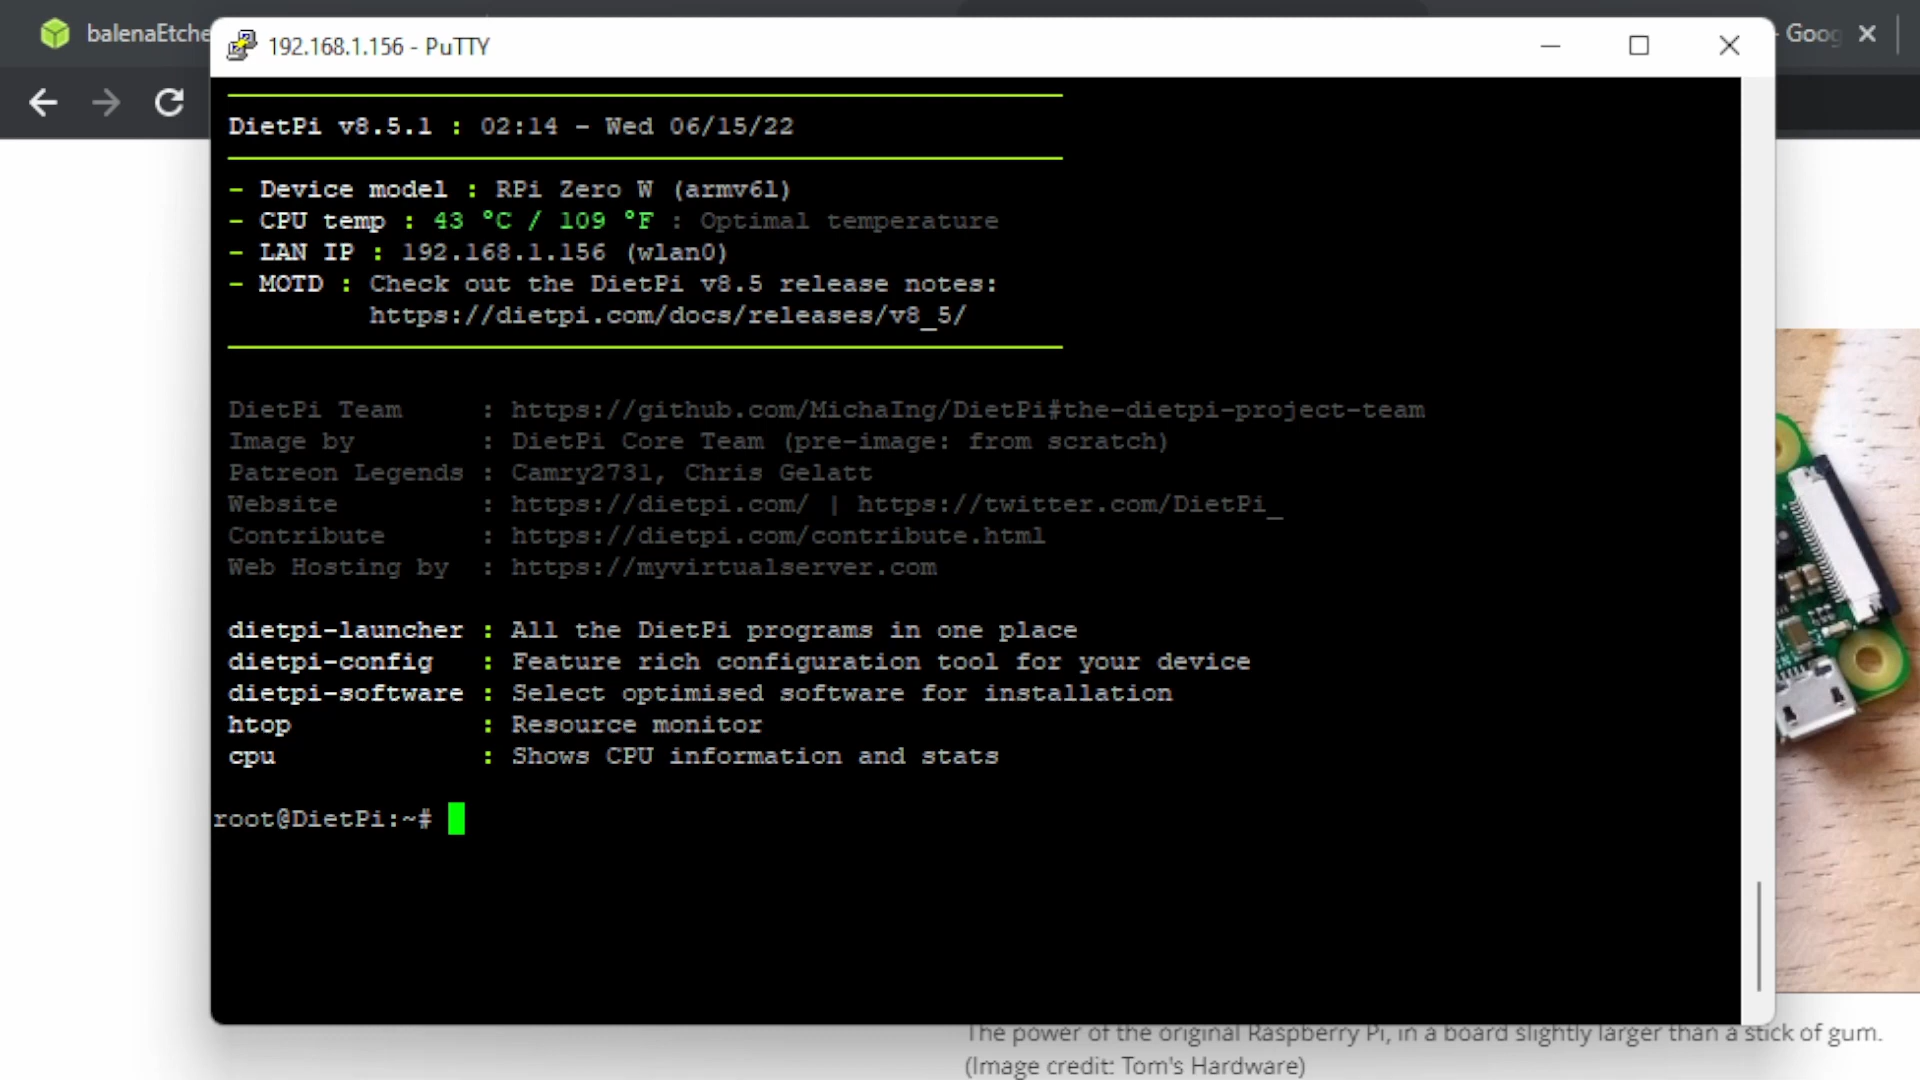 balenaEtche
192.168.1.156 - PuTTY
Goog
DietPi v8.5.1 : 02:14 - Wed 06/15/22
- Device model : RPi Zero W (armv6l)
- CPU temp : 43 °C / 109 °F : Optimal temperature
- LAN IP : 192.168.1.156 (wlan0)
- MOTD : Check out the DietPi v8.5 release notes:
https://dietpi.com/docs/releases/v8_5/
DietPi Team : https://github.com/MichaIng/DietPi#the-dietpi-project-team
Image by : DietPi Core Team (pre-image: from scratch)
Patreon Legends : Camry2731, Chris Gelatt
Website : https://dietpi.com/ | https://twitter.com/DietPi_
Contribute : https://dietpi.com/contribute.html
Web Hosting by : https://myvirtualserver.com
dietpi-launcher : All the DietPi programs in one place
dietpi-config : Feature rich configuration tool for your device
dietpi-software : Select optimised software for installation
htop : Resource monitor
cpu : Shows CPU information and stats
root@DietPi:~#
The power of the original Raspberry Pi, in a board slightly larger than a stick of gum.
(Image credit: Tom's Hardware)